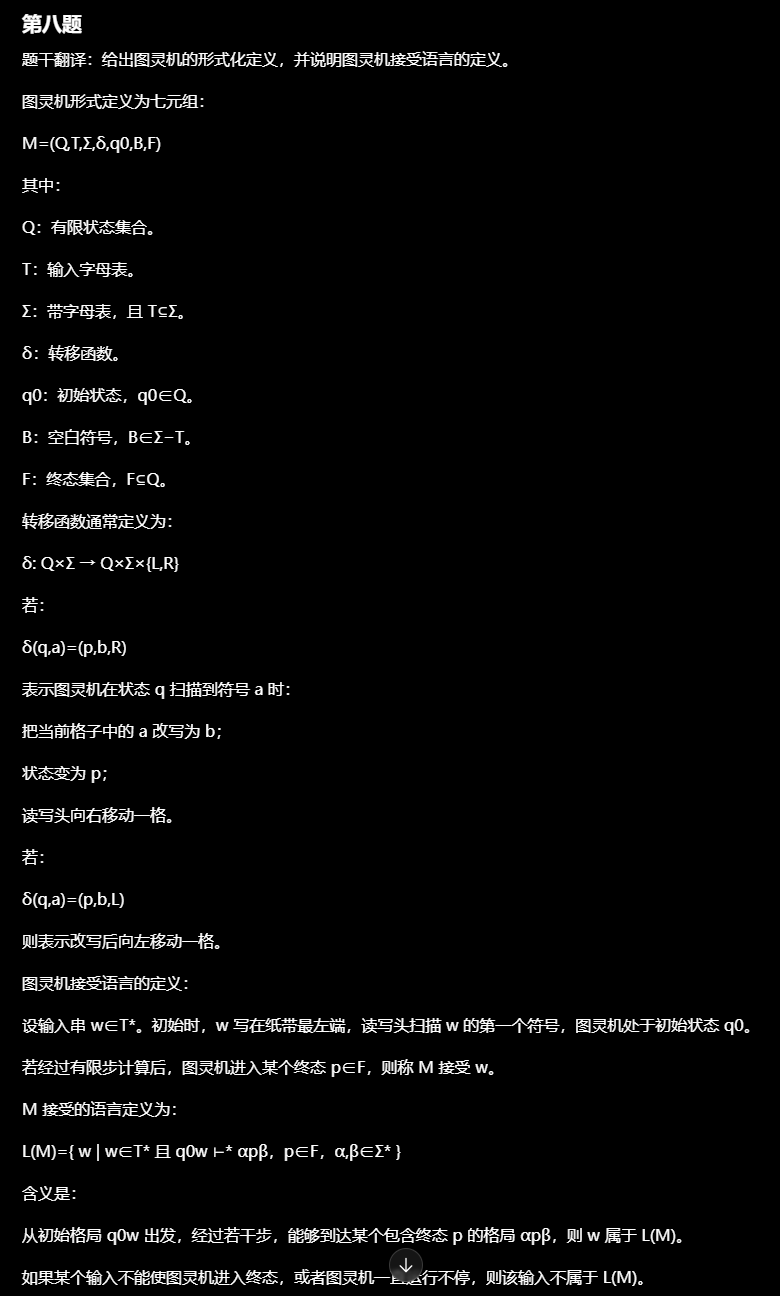 第八题
题干翻译：给出图灵机的形式化定义，并说明图灵机接受语言的定义。
图灵机形式定义为七元组：
M=(Q,T,Σ,δ,q0,B,F)
其中：
Q：有限状态集合。
T：输入字母表。
Σ：带字母表，且 T⊆Σ。
δ：转移函数。
q0：初始状态，q0∈Q。
B：空白符号，B∈Σ−T。
F：终态集合，F⊆Q。
转移函数通常定义为：
δ: Q×Σ → Q×Σ×{L,R}
若：
δ(q,a)=(p,b,R)
表示图灵机在状态 q 扫描到符号 a 时：
把当前格子中的 a 改写为 b；
状态变为 p；
读写头向右移动一格。
若：
δ(q,a)=(p,b,L)
则表示改写后向左移动一格。
图灵机接受语言的定义：
设输入串 w∈T*。初始时，w 写在纸带最左端，读写头扫描 w 的第一个符号，图灵机处于初始状态 q0。
若经过有限步计算后，图灵机进入某个终态 p∈F，则称 M 接受 w。
M 接受的语言定义为：
L(M)={ w | w∈T* 且 q0w ⊢* αpβ，p∈F，α,β∈Σ* }
含义是：
从初始格局 q0w 出发，经过若干步，能够到达某个包含终态 p 的格局 αpβ，则 w 属于 L(M)。
如果某个输入不能使图灵机进入终态，或者图灵机一直运行不停，则该输入不属于 L(M)。